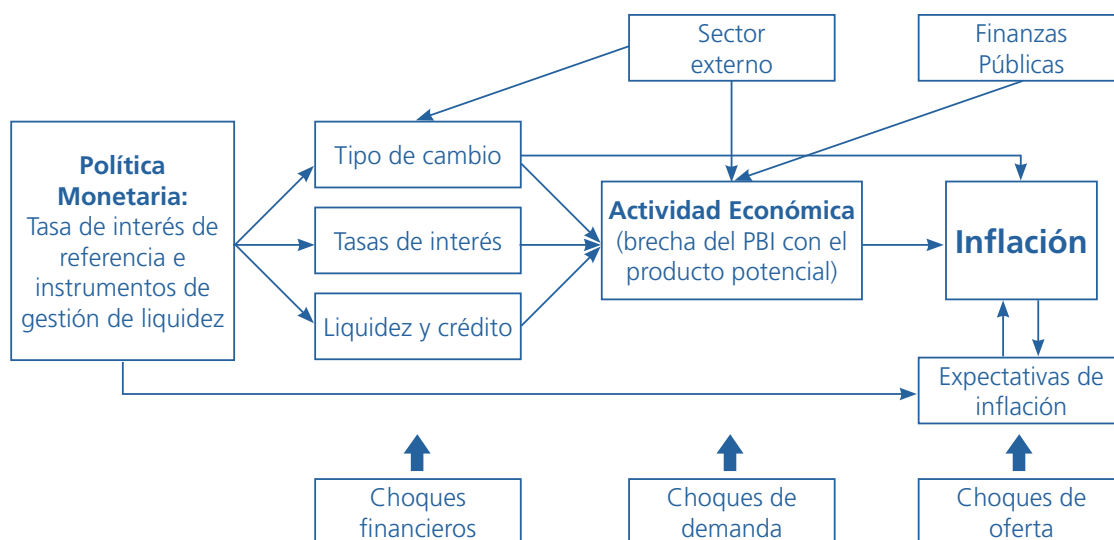 Sector
externo
Finanzas
Públicas
Política
Monetaria:
Tasa de interés de
referencia e
instrumentos de
gestión de liquidez
Tipo de cambio
Tasas de interés
Liquidez y crédito
Actividad Económica
(brecha del PBI con el
producto potencial)
Inflación
Expectativas de
inflación
Choques
financieros
Choques de
demanda
Choques de
oferta